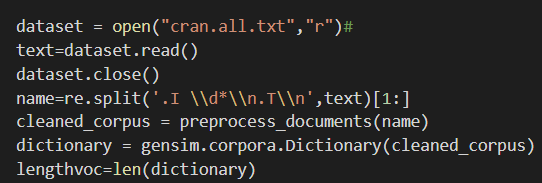 dataset = open("cran.all.txt","r")#
text=dataset.read()
dataset.close()
name=re.split('.I \\d*\\n.T\\n',text)[1:]
cleaned_corpus = preprocess_documents(name)
dictionary = gensim.corpora.Dictionary(cleaned_corpus)
lengthvoc=len(dictionary)